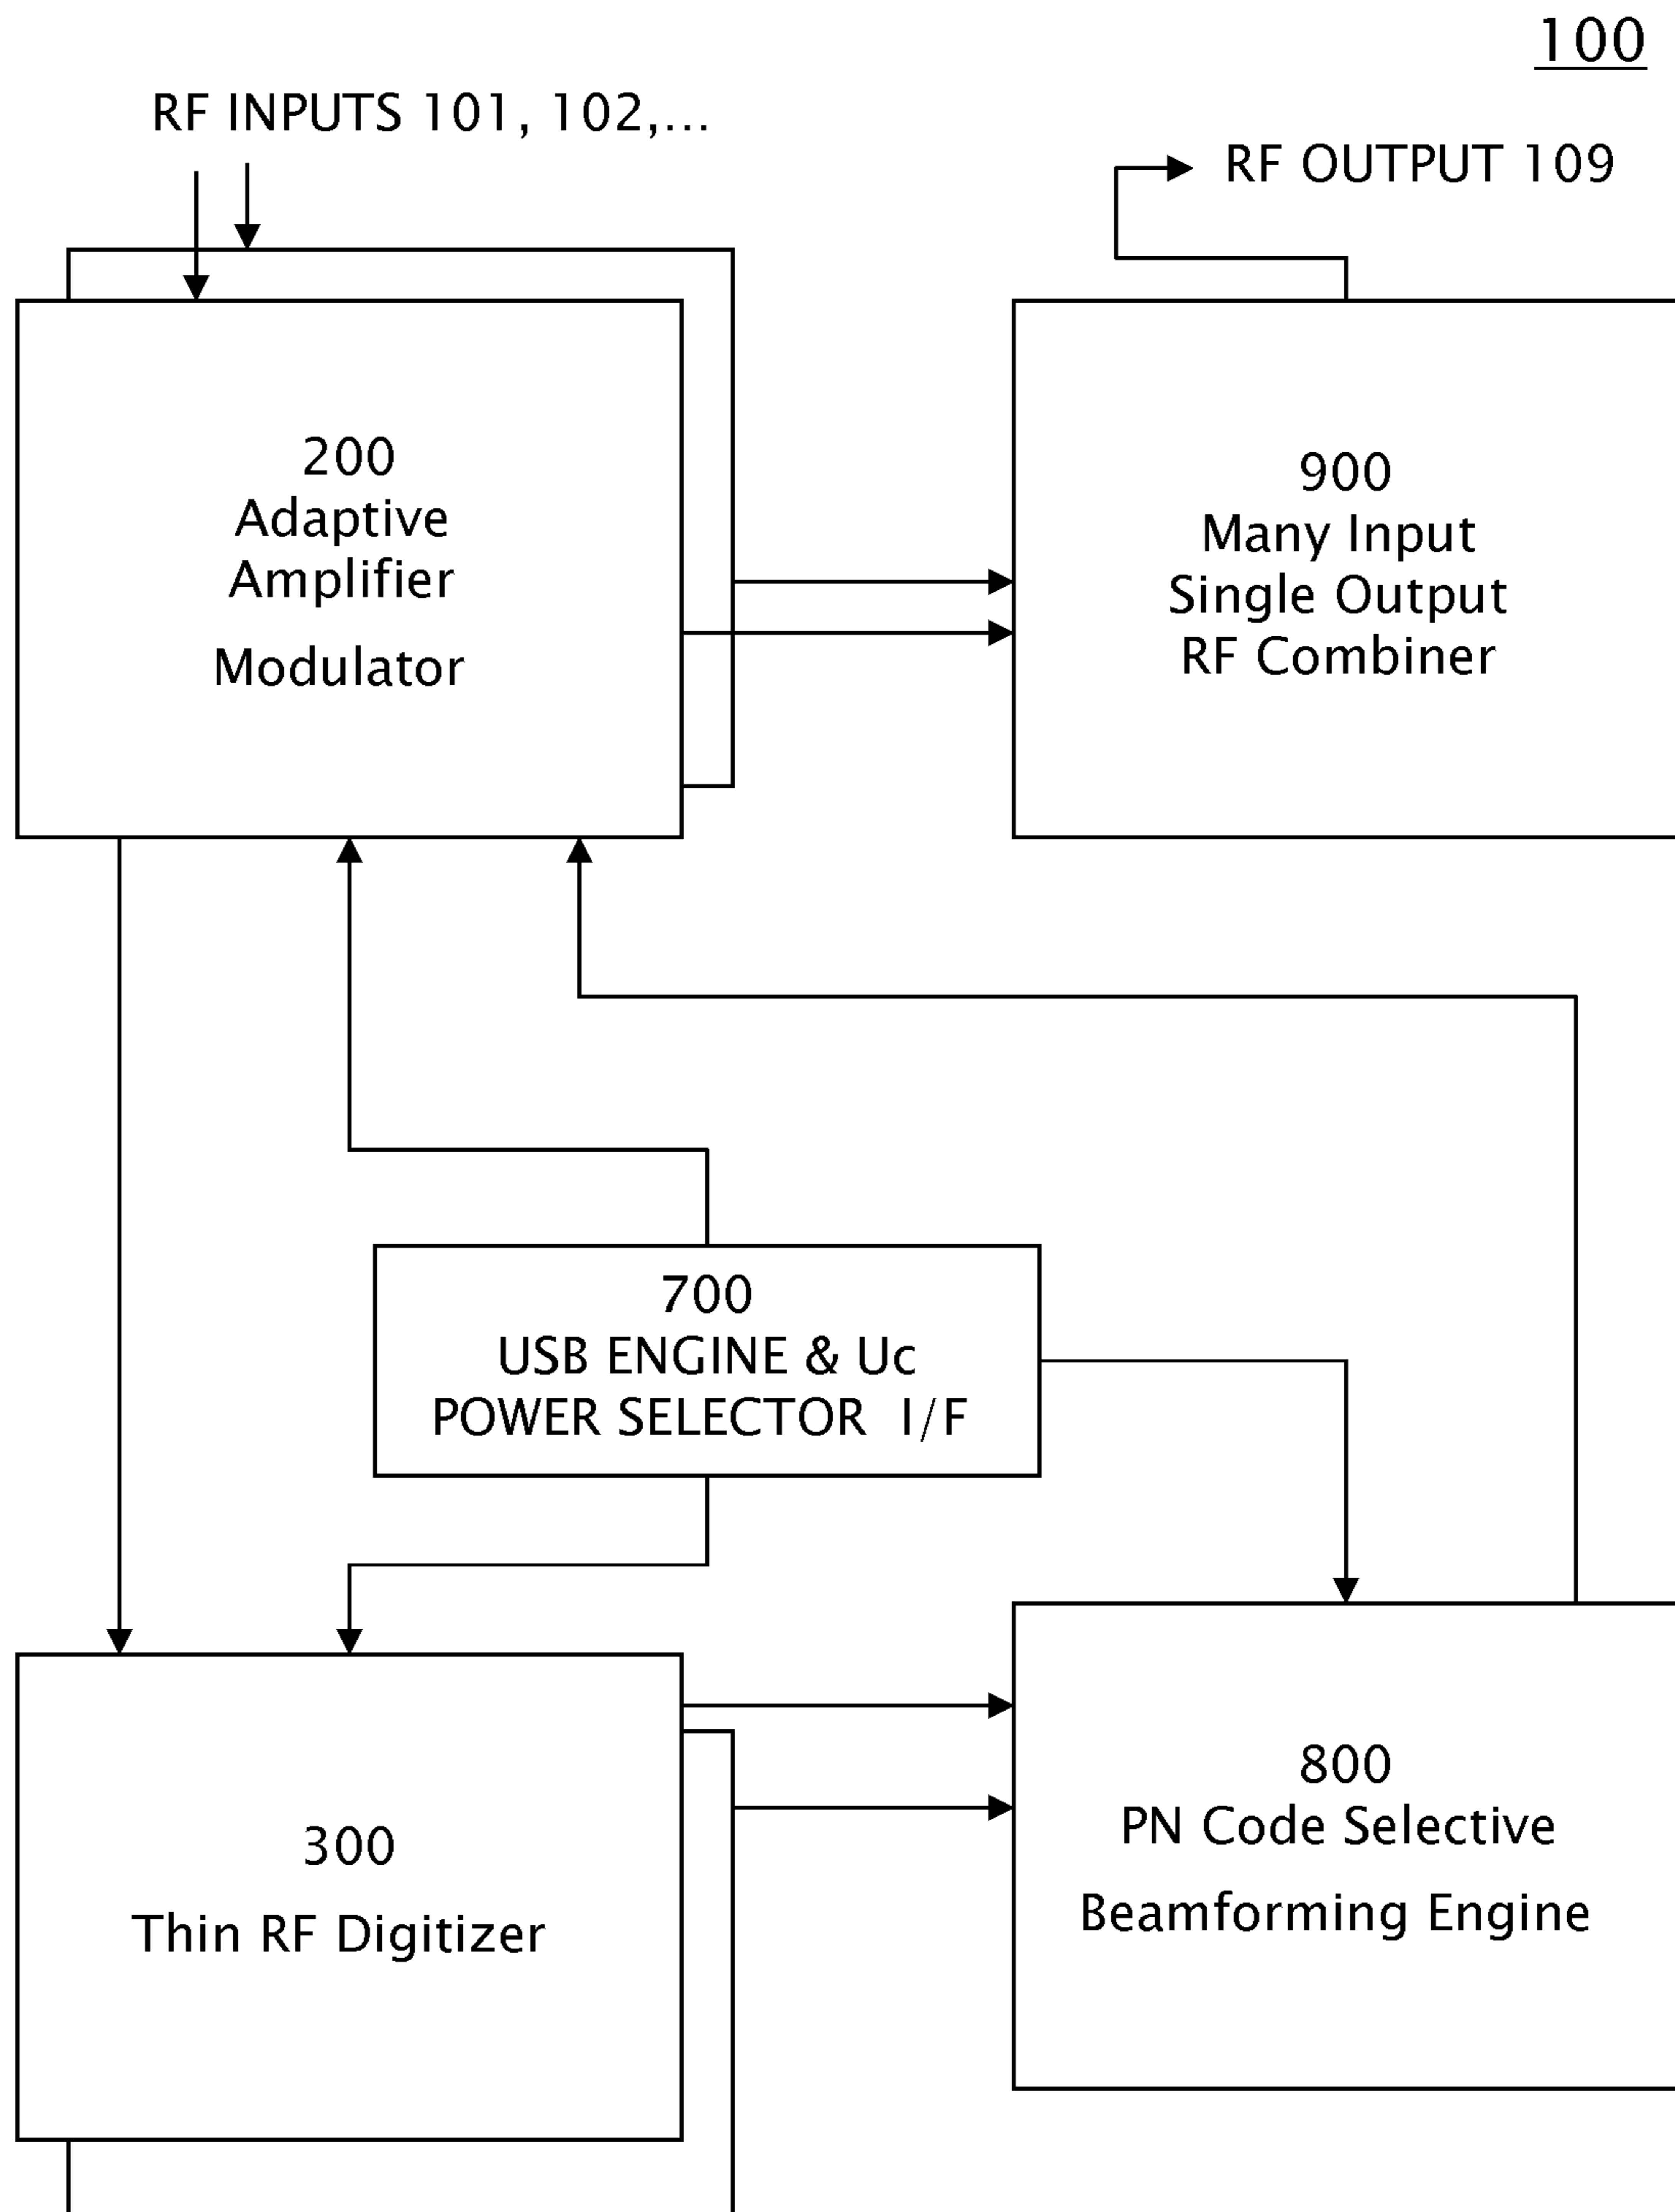 100
RF INPUTS 101, 102,...
RF OUTPUT 109
200
Adaptive
Amplifier
Modulator
900
Many Input
Single Output
RF Combiner
700
USB ENGINE & Uc
POWER SELECTOR I/F
300
Thin RF Digitizer
800
PN Code Selective
Beamforming Engine